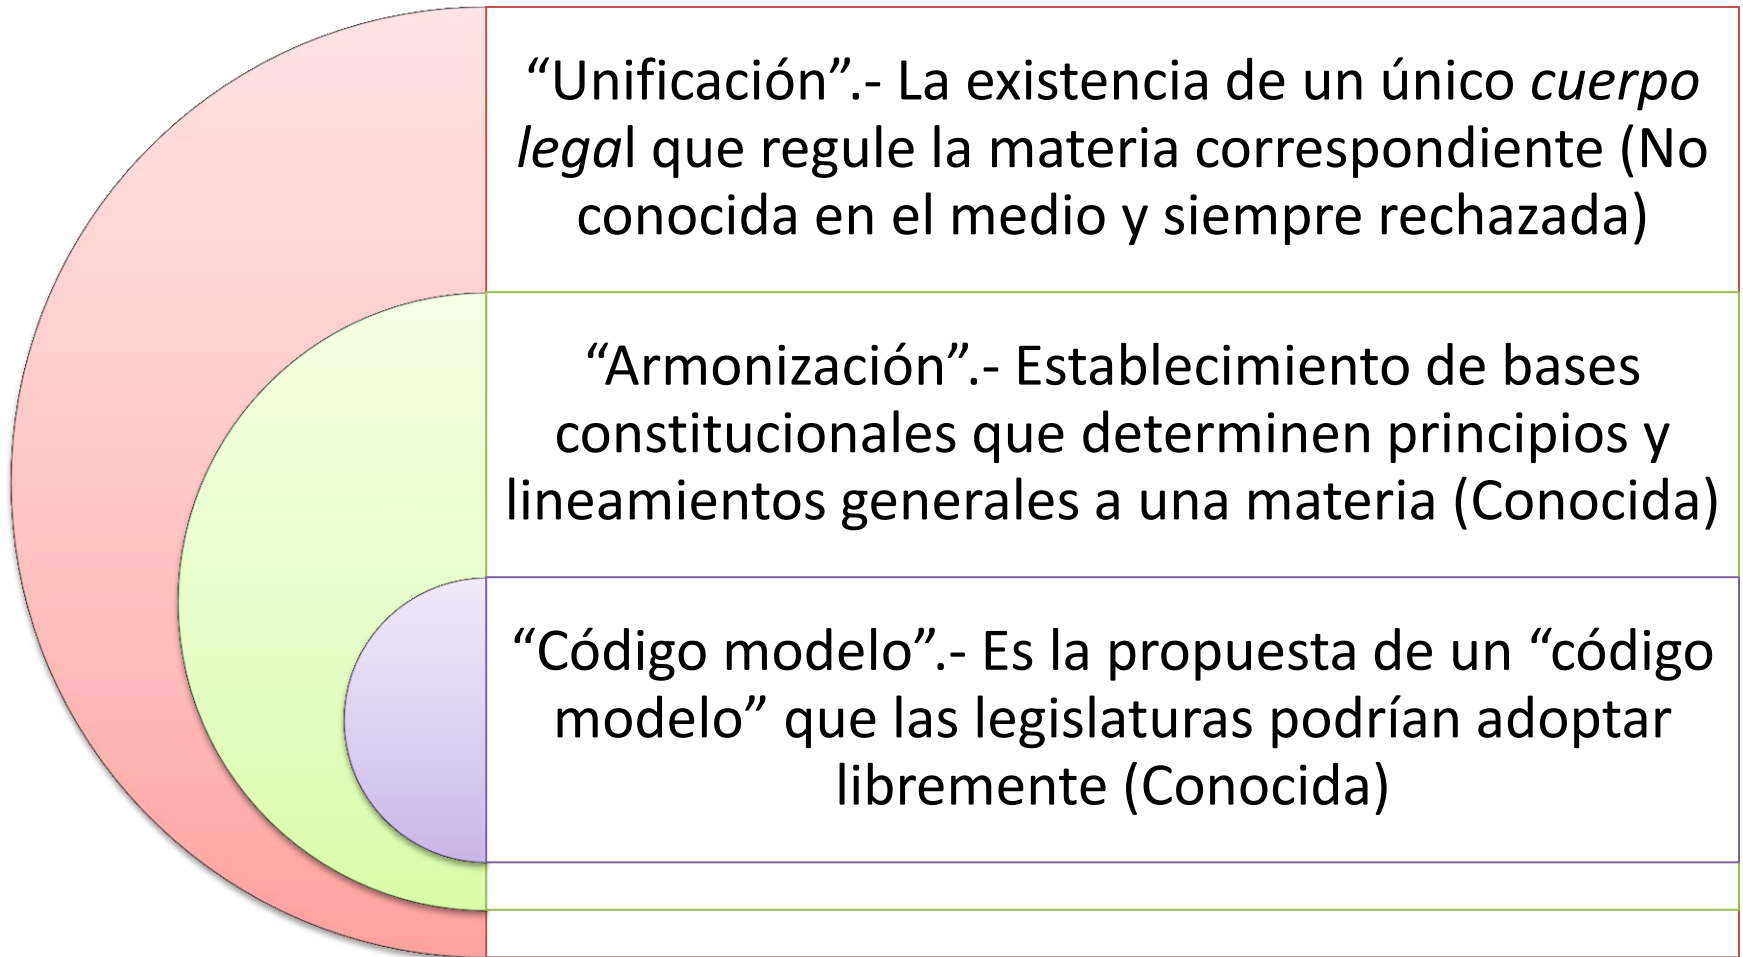 “Unificación”.- La existencia de un único cuerpo
legal que regule la materia correspondiente (No
conocida en el medio y siempre rechazada)
“Armonización”.- Establecimiento de bases
constitucionales que determinen principios y
lineamientos generales a una materia (Conocida)
“Código modelo”.- Es la propuesta de un “código
modelo” que las legislaturas podrían adoptar
libremente (Conocida)